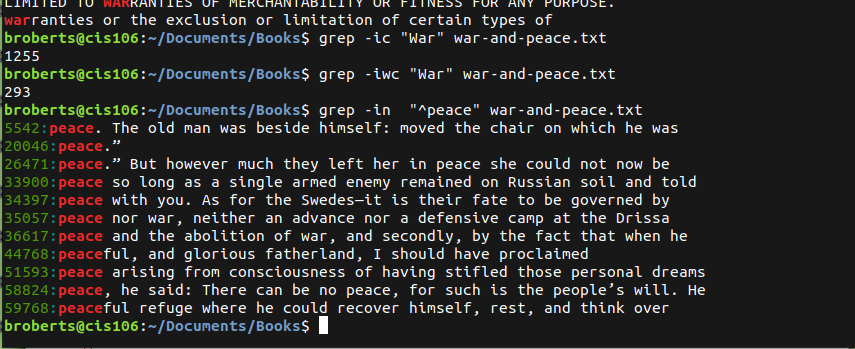 LIMITED TO WARRANTIES OF MERCHANTABILITY OR FITNESS FOR ANY PURPOSE.
warranties or the exclusion or limitation of certain types of
broberts@cis106:~/Documents/Books$ grep -ic "War" war-and-peace.txt
1255
broberts@cis106:~/Documents/Books$ grep -iwc "War" war-and-peace.txt
293
broberts@cis106:~/Documents/Books$ grep -in  "^peace" war-and-peace.txt
5542:peace. The old man was beside himself: moved the chair on which he was
20046:peace.”
26471:peace.” But however much they left her in peace she could not now be
33900:peace so long as a single armed enemy remained on Russian soil and told
34397:peace with you. As for the Swedes—it is their fate to be governed by
35057:peace nor war, neither an advance nor a defensive camp at the Drissa
36617:peace and the abolition of war, and secondly, by the fact that when he
44768:peaceful, and glorious fatherland, I should have proclaimed
51593:peace arising from consciousness of having stifled those personal dreams
58824:peace, he said: There can be no peace, for such is the people’s will. He
59768:peaceful refuge where he could recover himself, rest, and think over
broberts@cis106:~/Documents/Books$